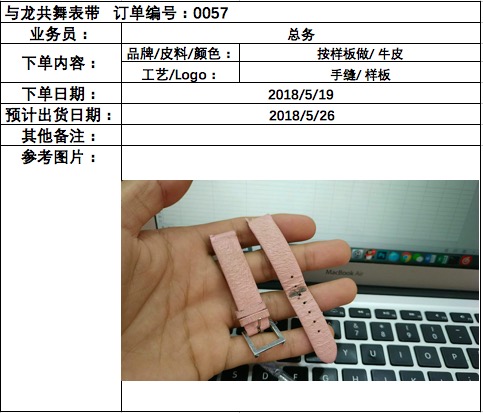 与龙共舞表带 订单编号：0057
业务员： 总务
下单内容： 品牌/皮料/颜色： 按样板做/ 牛皮
工艺/Logo： 手缝/ 样板
下单日期： 2018/5/19
预计出货日期： 2018/5/26
其他备注：
参考图片：
MacBook Air